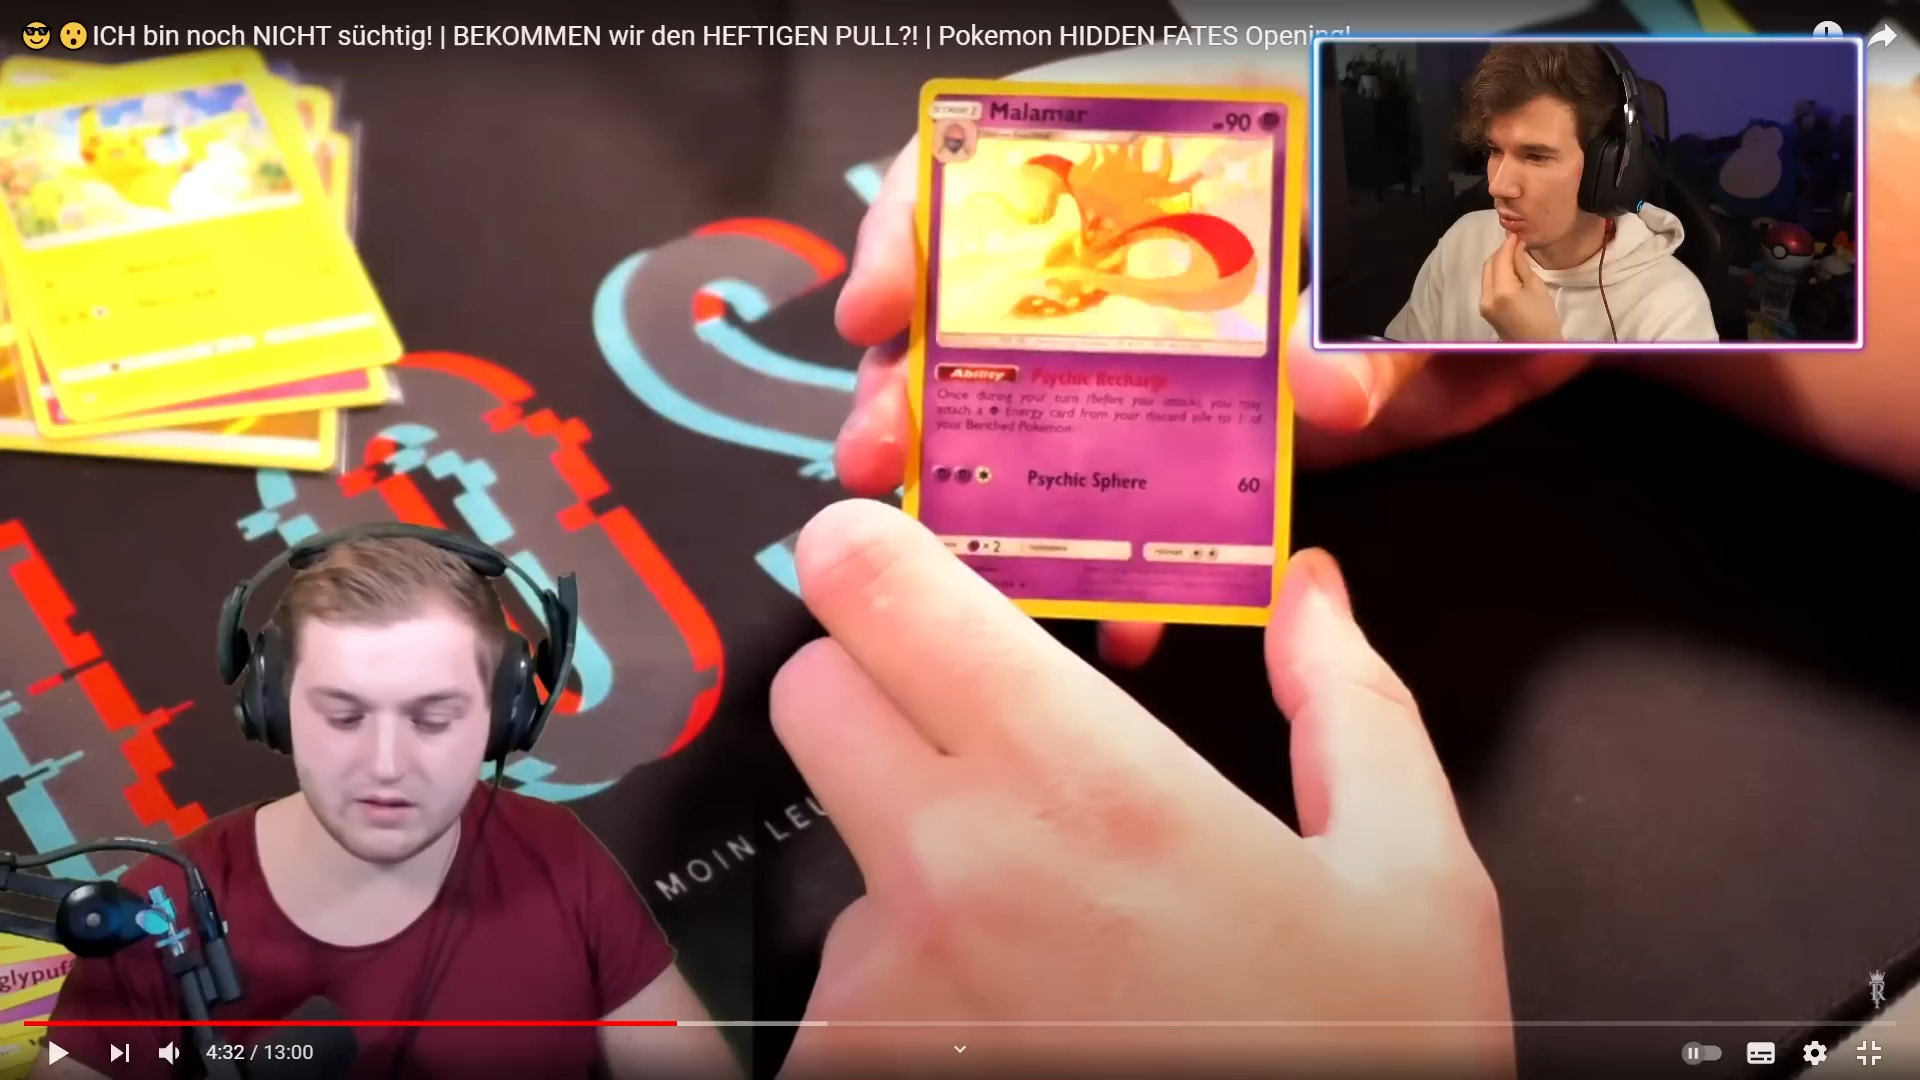 😎😮ICH bin noch NICHT süchtig! | BEKOMMEN wir den HEFTIGEN PULL?! | Pokemon HIDDEN FATES Opening!
Malamar
90
Ability Psychic Recharge
Once during your turn (before your attack), you may
attach a Energy card from your discard pile to 1 of
your Benched Pokémon.
Psychic Sphere 60
×2
MOIN LEU
glypuff
4:32 / 13:00